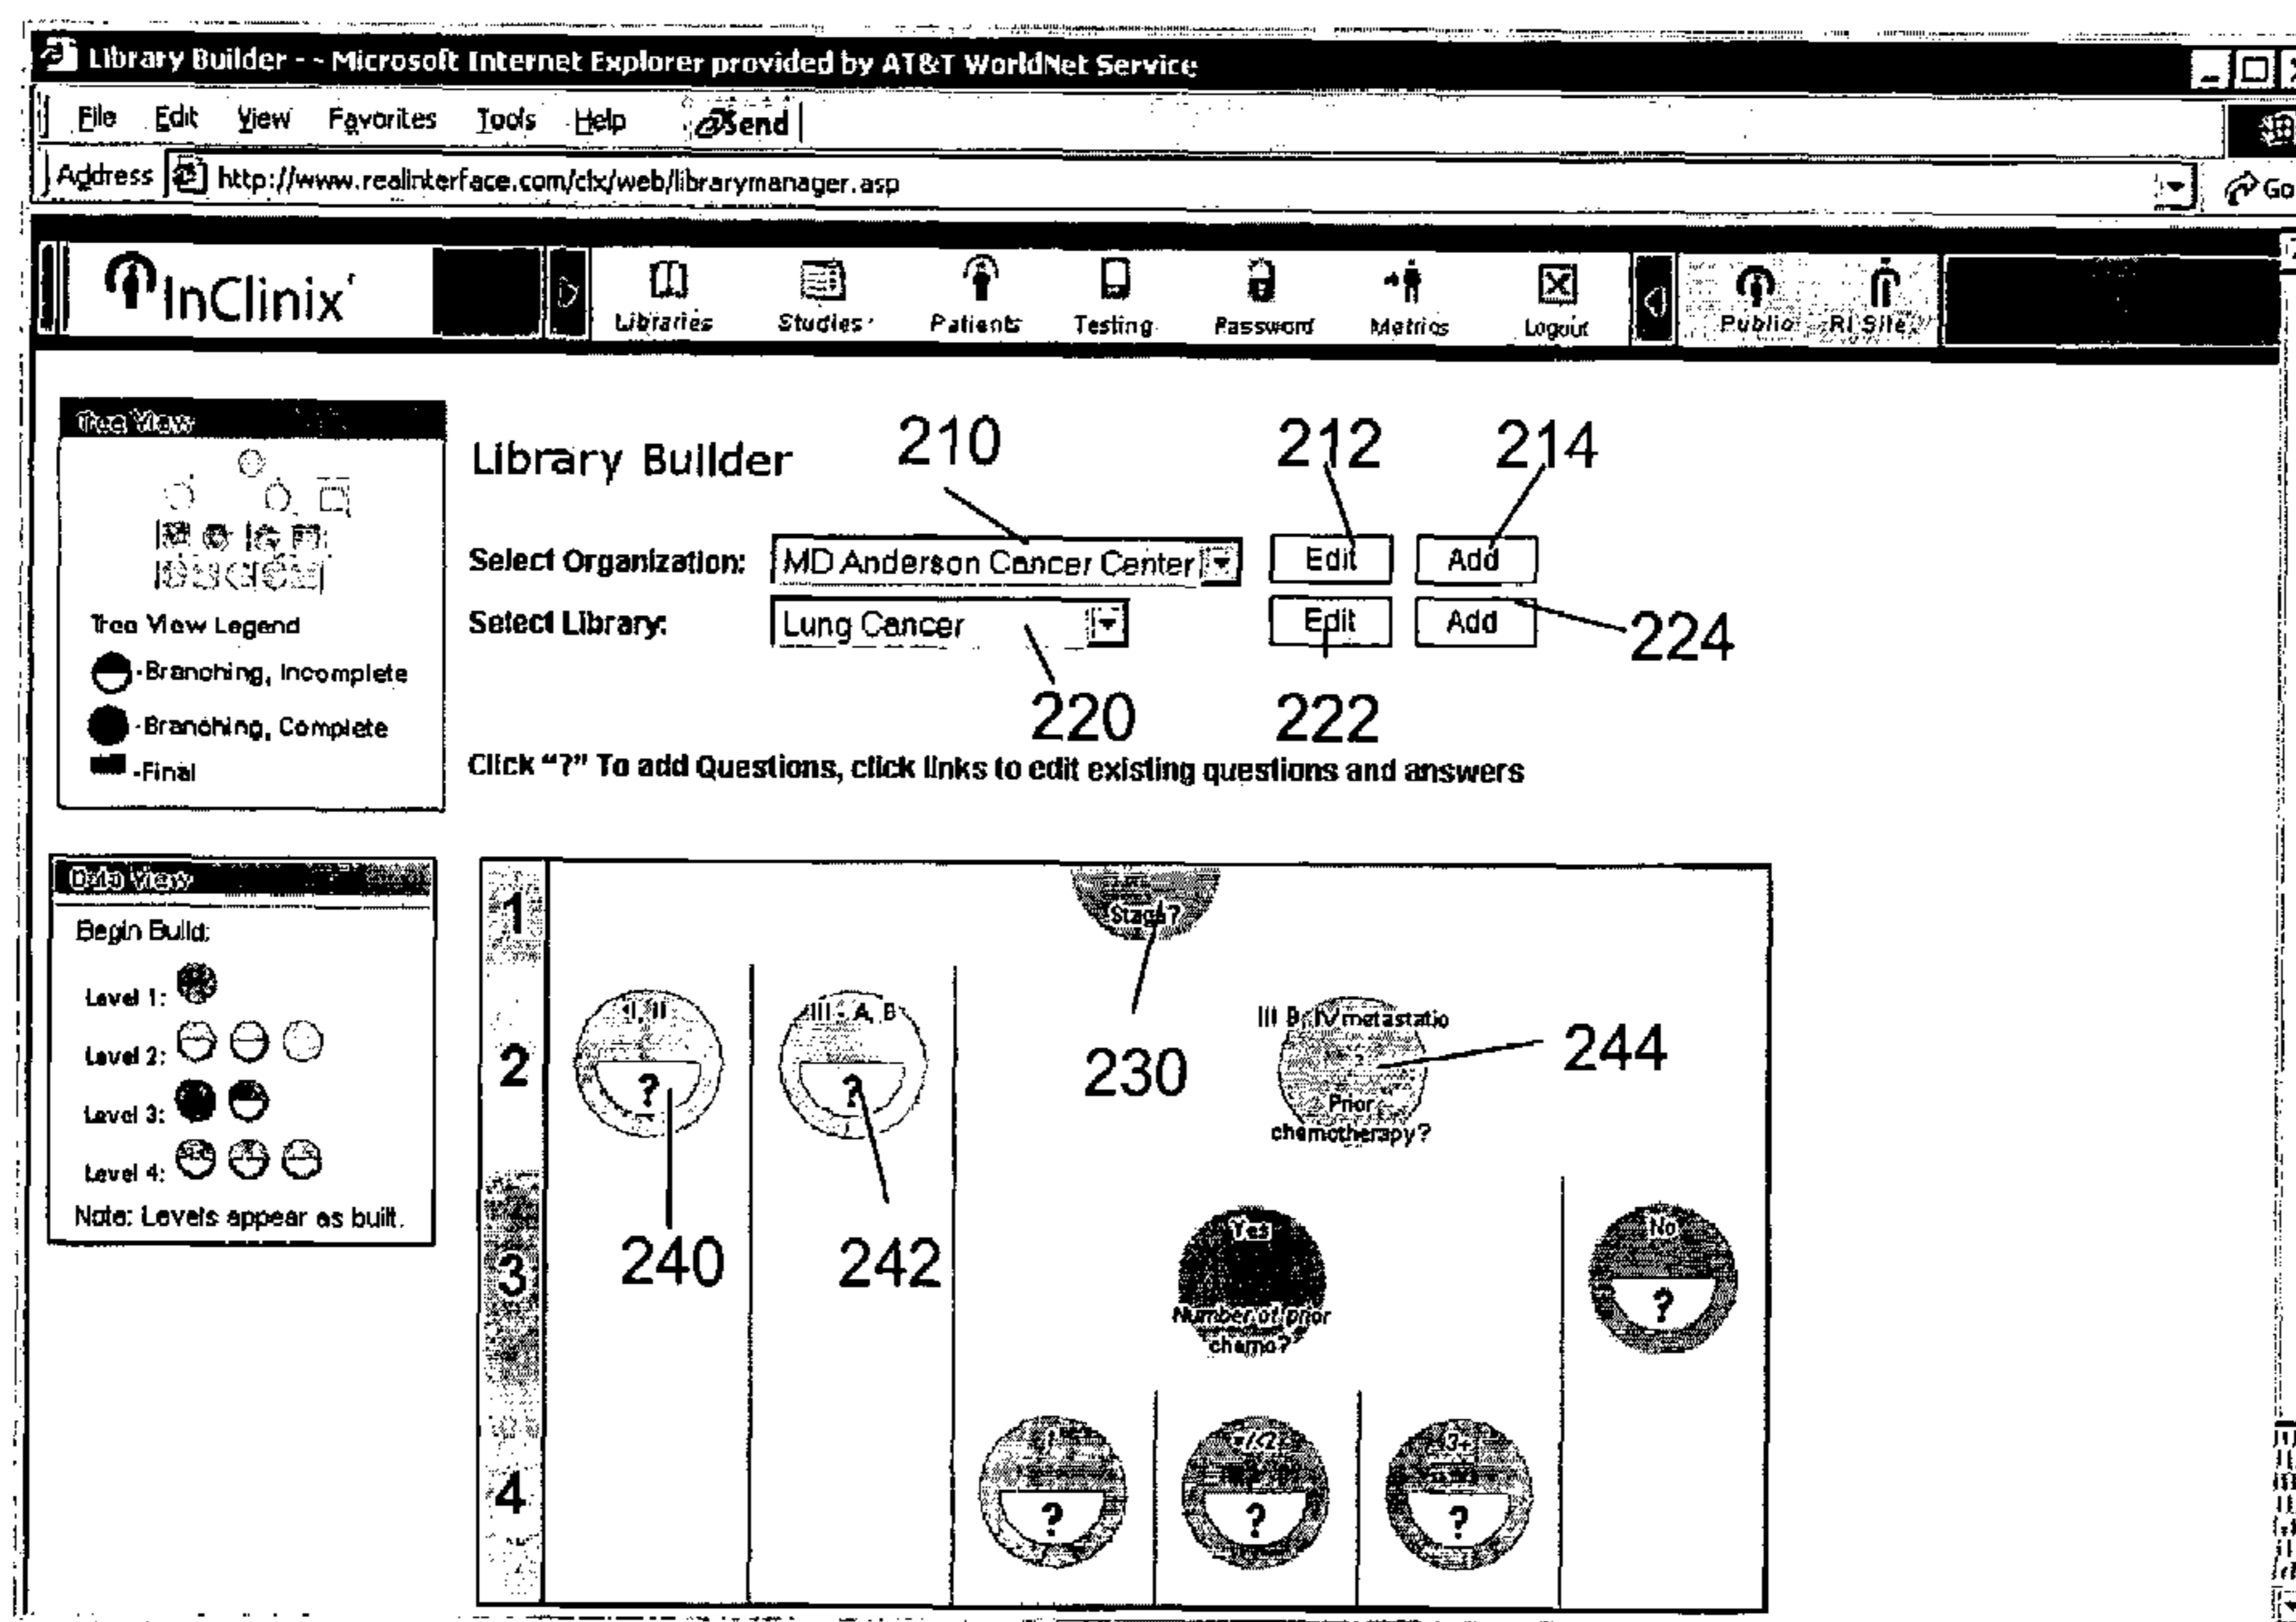 Library Builder - - Microsoft Internet Explorer provided by AT&T WorldNet Service
File Edit View Favorites Tools Help Send
Address http://www.realinterface.com/clx/web/librarymanager.asp Go
InClinix Libraries Studies Patients Testing Password Metrics Logout Public RI Site
Tree View
Tree View Legend
-Branching, Incomplete
-Branching, Complete
-Final
Library Builder 210 212 214
Select Organization: MD Anderson Cancer Center Edit Add
Select Library: Lung Cancer Edit Add 224
220 222
Click "?" To add Questions, click links to edit existing questions and answers
Data View
Begin Build:
Level 1:
Level 2:
Level 3:
Level 4:
Note: Levels appear as built.
1 Stage?
I, II III - A, B III B, IV metastatic
2 ? ? 230 ? 244
Prior
chemotherapy?
240 242 Yes No
3 ?
Number of prior
chemo?
=/<2 3+
4 ? ? ?